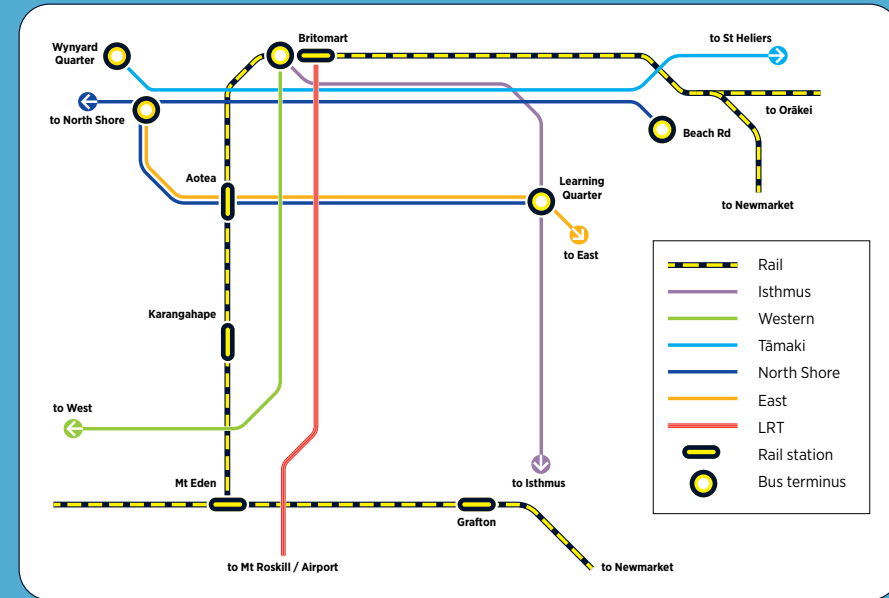 Britomart
Wynyard
Quarter
to St Heliers
to North Shore
to Orākei
Beach Rd
Aotea
Learning
Quarter
to Newmarket
to East
Karangahape
to West
Mt Eden
to Isthmus
Grafton
to Mt Roskill / Airport
to Newmarket
Rail
Isthmus
Western
Tāmaki
North Shore
East
LRT
Rail station
Bus terminus